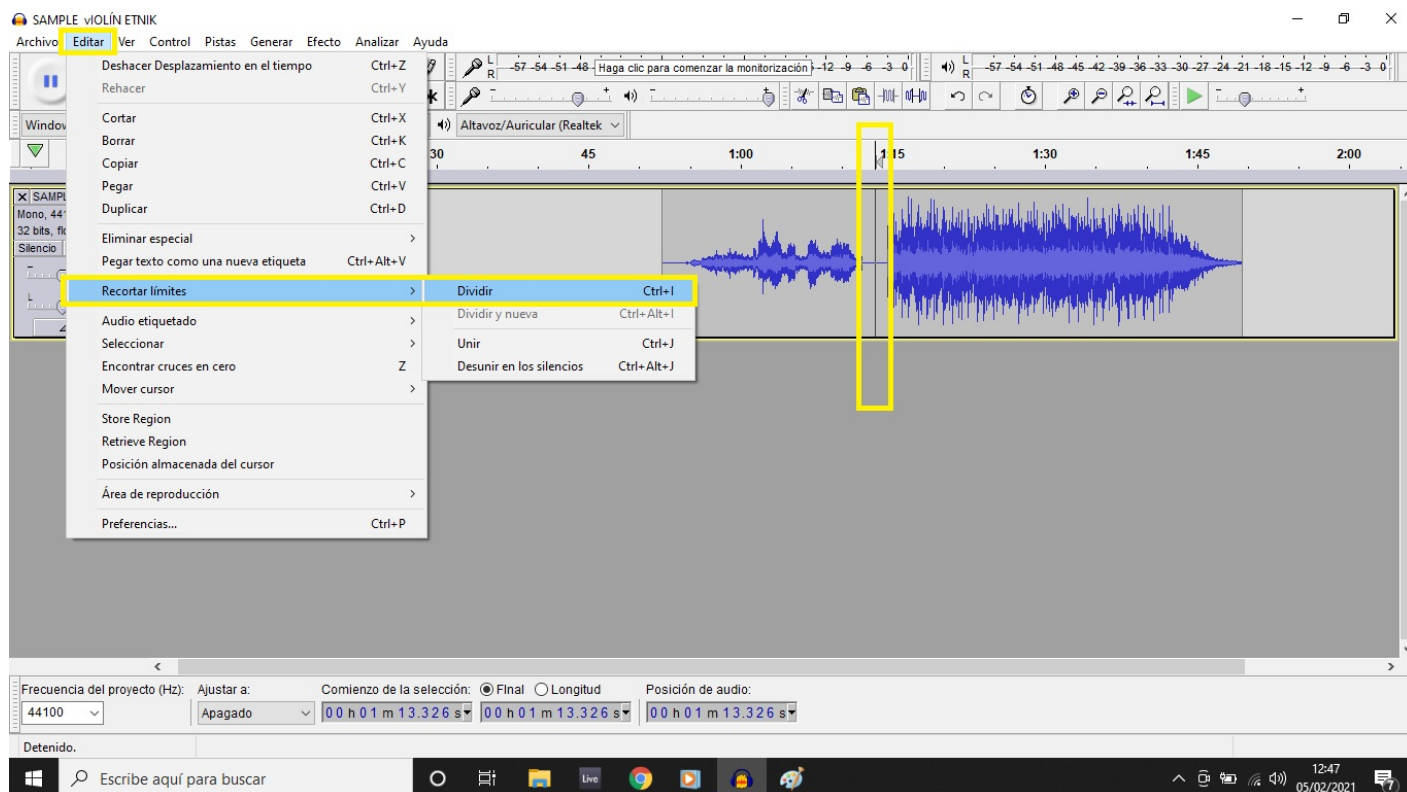 SAMPLE vIOLÍN ETNIK
Archivo Editar Ver Control Pistas Generar Efecto Analizar Ayuda
Deshacer Desplazamiento en el tiempo Ctrl+Z
Rehacer Ctrl+Y
Cortar Ctrl+X
Borrar Ctrl+K
Copiar Ctrl+C
Pegar Ctrl+V
Duplicar Ctrl+D
Eliminar especial
Pegar texto como una nueva etiqueta Ctrl+Alt+V
Recortar límites
Audio etiquetado
Seleccionar
Encontrar cruces en cero Z
Mover cursor
Store Region
Retrieve Region
Posición almacenada del cursor
Área de reproducción
Preferencias... Ctrl+P
Dividir Ctrl+I
Dividir y nueva Ctrl+Alt+I
Unir Ctrl+J
Desunir en los silencios Ctrl+Alt+J
L
R -57 -54 -51 -48 Haga clic para comenzar la monitorización -12 -9 -6 -3 0
L
R -57 -54 -51 -48 -45 -42 -39 -36 -33 -30 -27 -24 -21 -18 -15 -12 -9 -6 -3 0
Altavoz/Auricular (Realtek
30 45 1:00 1:15 1:30 1:45 2:00
Mono,
32 bits,
Silencio
L
Frecuencia del proyecto (Hz): Ajustar a: Comienzo de la selección: FInal Longitud Posición de audio:
44100 Apagado 00 h 01 m 13.326 s 00 h 01 m 13.326 s 00 h 01 m 13.326 s
Detenido.
Escribe aquí para buscar
Live
12:47
05/02/2021
7